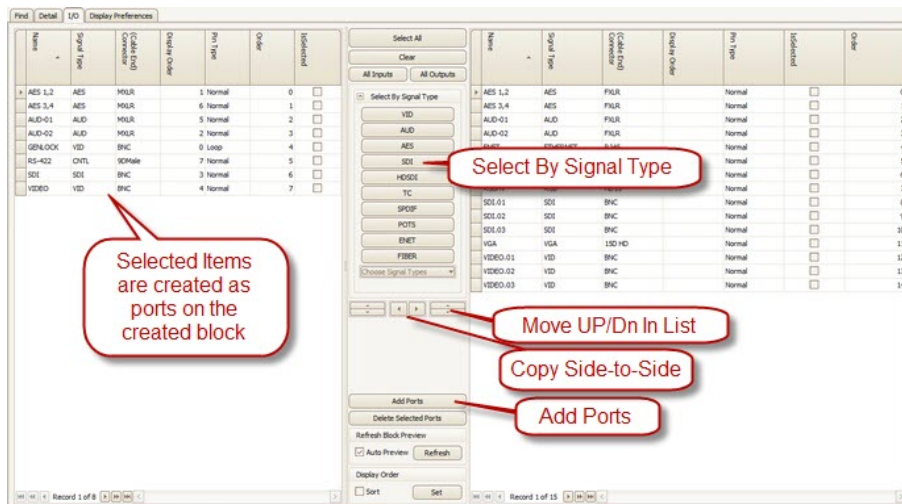 Find Detail I/O Display Preferences
Name Signal Type (Cable End) Connector Display Order Pin Type Order IsSelected
AES 1,2 AES MXLR 1 Normal 0
AES 3,4 AES MXLR 6 Normal 1
AUD-01 AUD MXLR 5 Normal 2
AUD-02 AUD MXLR 2 Normal 3
GENLOCK VID BNC 0 Loop 4
RS-422 CNTL 9DMale 7 Normal 5
SDI SDI BNC 3 Normal 6
VIDEO VID BNC 4 Normal 7
Selected Items
are created as
ports on the
created block
Record 1 of 8
Select All
Clear
All Inputs All Outputs
Select By Signal Type
VID
AUD
AES
SDI
HDSDI
TC
SPDIF
POTS
ENET
FIBER
Choose Signal Types
Add Ports
Delete Selected Ports
Refresh Block Preview
Auto Preview Refresh
Display Order
Sort Set
Name Signal Type (Cable End) Connector Display Order Pin Type IsSelected Order
AES 1,2 AES FXLR Normal
AES 3,4 AES FXLR Normal
AUD-01 AUD FXLR Normal
AUD-02 AUD FXLR Normal
Select By Signal Type
SDI.01 SDI BNC Normal
SDI.02 SDI BNC Normal
SDI.03 SDI BNC Normal
VGA VGA 15D HD Normal
VIDEO.01 VID BNC Normal
VIDEO.02 VID BNC Normal
VIDEO.03 VID BNC Normal
Move UP/Dn In List
Copy Side-to-Side
Add Ports
Record 1 of 15